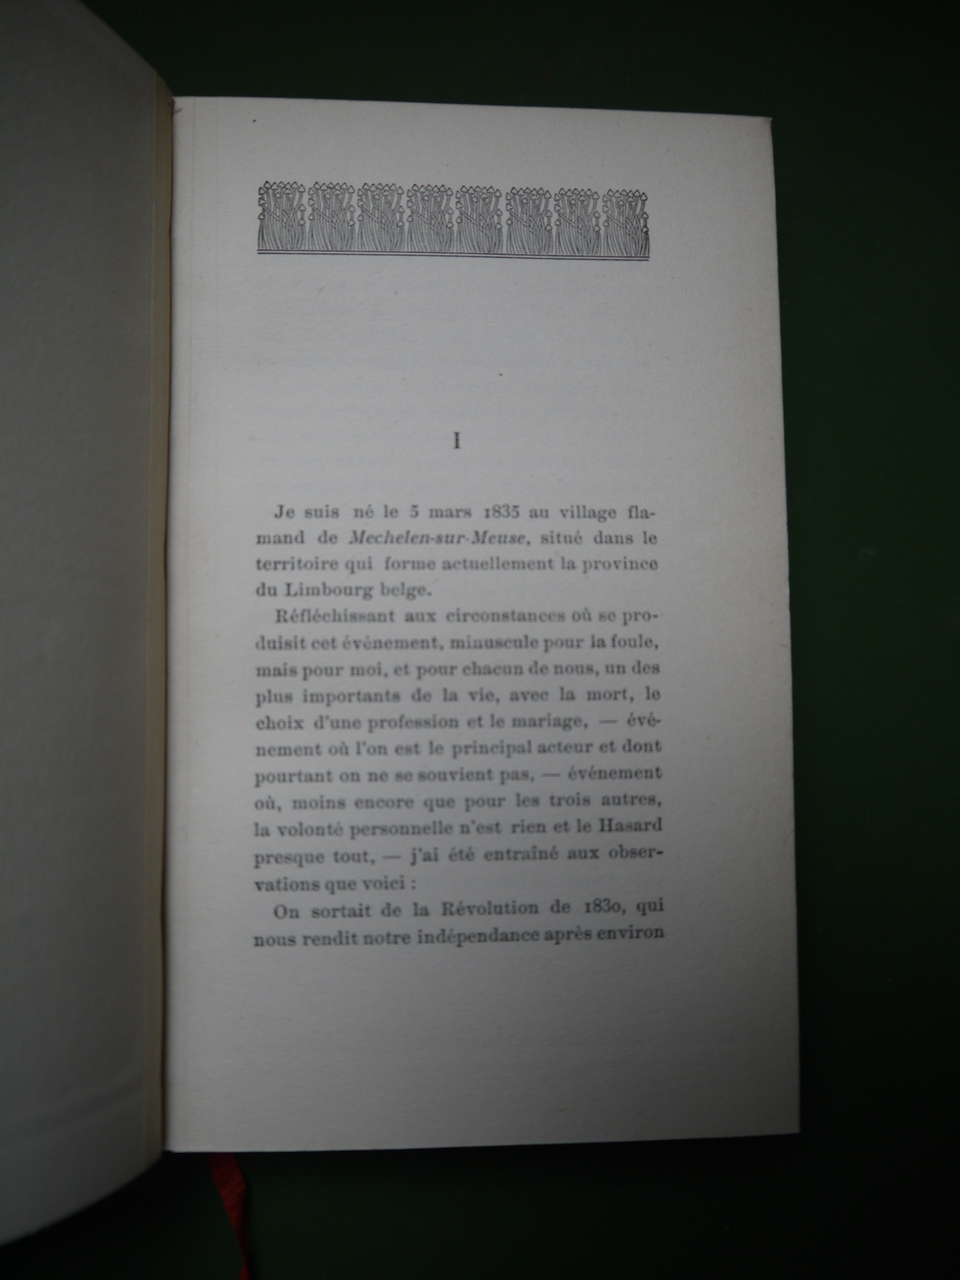 I
Je suis né le 5 mars 1835 au village fla-
mand de Mechelen-sur-Meuse, situé dans le
territoire qui forme actuellement la province
du Limbourg belge.
Réfléchissant aux circonstances où se pro-
duisit cet événement, minuscule pour la foule,
mais pour moi, et pour chacun de nous, un des
plus importants de la vie, avec la mort, le
choix d'une profession et le mariage, — évé-
nement où l'on est le principal acteur et dont
pourtant on ne se souvient pas, — événement
où, moins encore que pour les trois autres,
la volonté personnelle n'est rien et le Hasard
presque tout, — j'ai été entraîné aux obser-
vations que voici :
On sortait de la Révolution de 1830, qui
nous rendit notre indépendance après environ